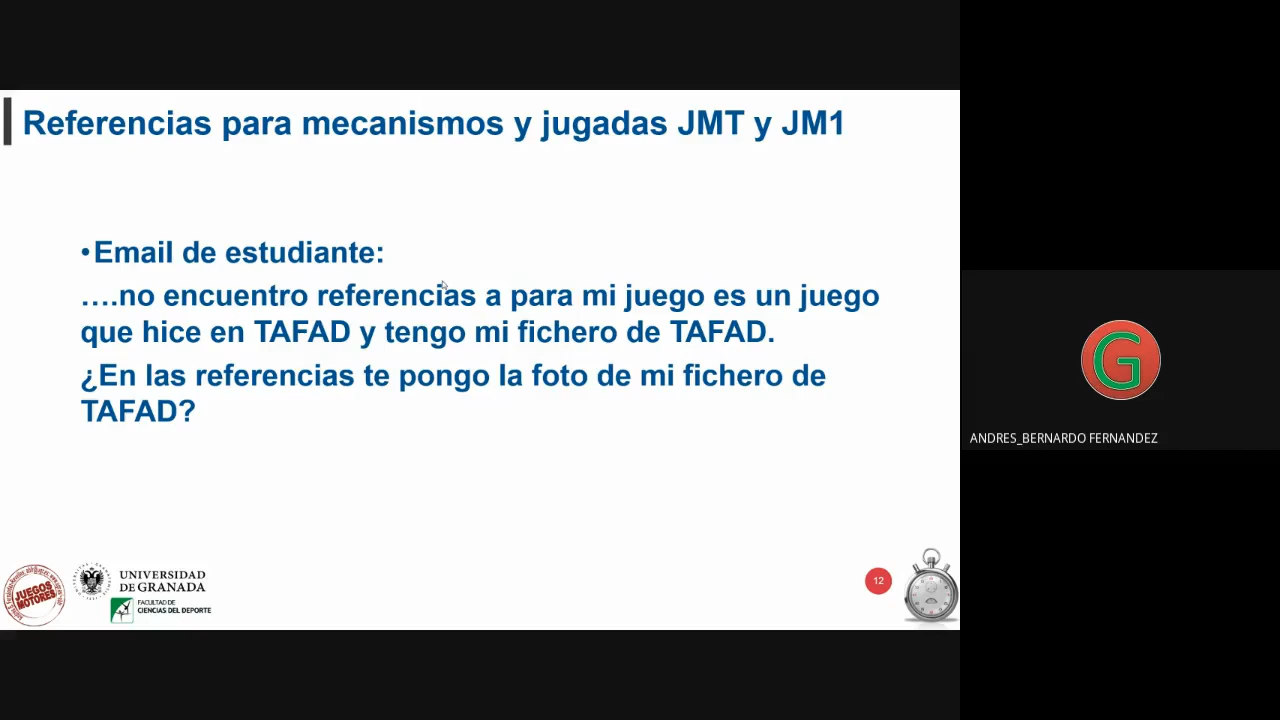 Referencias para mecanismos y jugadas JMT y JM1
•Email de estudiante:
….no encuentro referencias a para mi juego es un juego
que hice en TAFAD y tengo mi fichero de TAFAD.
¿En las referencias te pongo la foto de mi fichero de
TAFAD?
JUEGOS
MOTORES
UNIVERSIDAD
DE GRANADA
FACULTAD DE
CIENCIAS DEL DEPORTE
12
G
ANDRES_BERNARDO FERNANDEZ